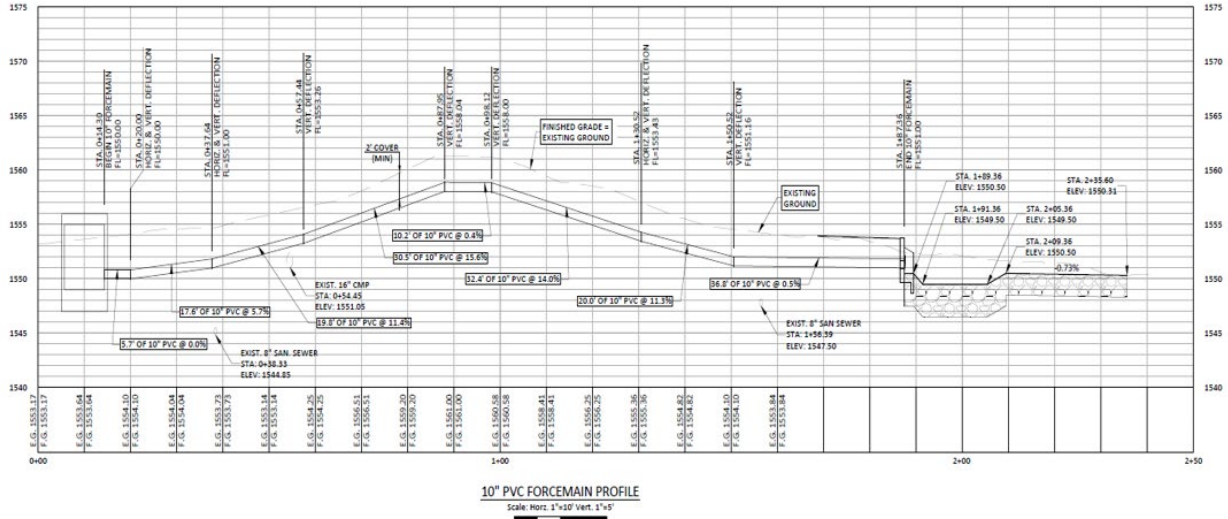 1575
1570
1565
1560
1555
1550
1545
1540
1575
1570
1565
1560
1555
1550
1545
1540
STA. 0+14.30
BEGIN 10" FORCEMAIN
FL=1550.00
STA. 0+20.00
HORIZ. & VERT. DEFLECTION
FL=1550.00
STA. 0+37.64
HORIZ. & VERT. DEFLECTION
FL=1551.00
STA. 0+57.44
VERT. DEFLECTION
FL=1553.26
STA. 0+87.95
VERT. DEFLECTION
FL=1558.04
STA. 0+98.12
VERT. DEFLECTION
FL=1558.00
STA. 1+30.52
HORIZ. & VERT. DEFLECTION
FL=1553.43
STA. 1+50.52
VERT. DEFLECTION
FL=1551.16
STA. 1+87.36
END 10" FORCEMAIN
FL=1551.00
2' COVER
(MIN)
FINISHED GRADE =
EXISTING GROUND
EXISTING
GROUND
STA. 1+89.36
ELEV: 1550.50
STA. 1+91.36
ELEV: 1549.50
STA. 2+05.36
ELEV: 1549.50
STA. 2+09.36
ELEV: 1550.50
STA. 2+35.60
ELEV: 1550.31
-0.73%
10.2' OF 10" PVC @ 0.4%
30.5' OF 10" PVC @ 15.6%
32.4' OF 10" PVC @ 14.0%
36.8' OF 10" PVC @ 0.5%
20.0' OF 10" PVC @ 11.3%
17.6' OF 10" PVC @ 5.7%
19.8' OF 10" PVC @ 11.4%
5.7' OF 10" PVC @ 0.0%
EXIST. 16" CMP
STA: 0+54.45
ELEV: 1551.05
EXIST. 8" SAN. SEWER
STA: 0+38.33
ELEV: 1544.85
EXIST. 8" SAN SEWER
STA: 1+56.39
ELEV: 1547.50
E.G. 1553.17
F.G. 1553.17
E.G. 1553.64
F.G. 1553.64
E.G. 1554.10
F.G. 1554.10
E.G. 1554.04
F.G. 1554.04
E.G. 1553.73
F.G. 1553.73
E.G. 1553.14
F.G. 1553.14
E.G. 1554.25
F.G. 1554.25
E.G. 1556.51
F.G. 1556.51
E.G. 1559.20
F.G. 1559.20
E.G. 1561.00
F.G. 1561.00
E.G. 1560.58
F.G. 1560.58
E.G. 1558.41
F.G. 1558.41
E.G. 1556.25
F.G. 1556.25
E.G. 1555.36
F.G. 1555.36
E.G. 1554.82
F.G. 1554.82
E.G. 1554.10
F.G. 1554.10
E.G. 1553.84
F.G. 1553.84
0+00
1+00
2+00
2+50
10" PVC FORCEMAIN PROFILE
Scale: Horz. 1"=10' Vert. 1"=5'